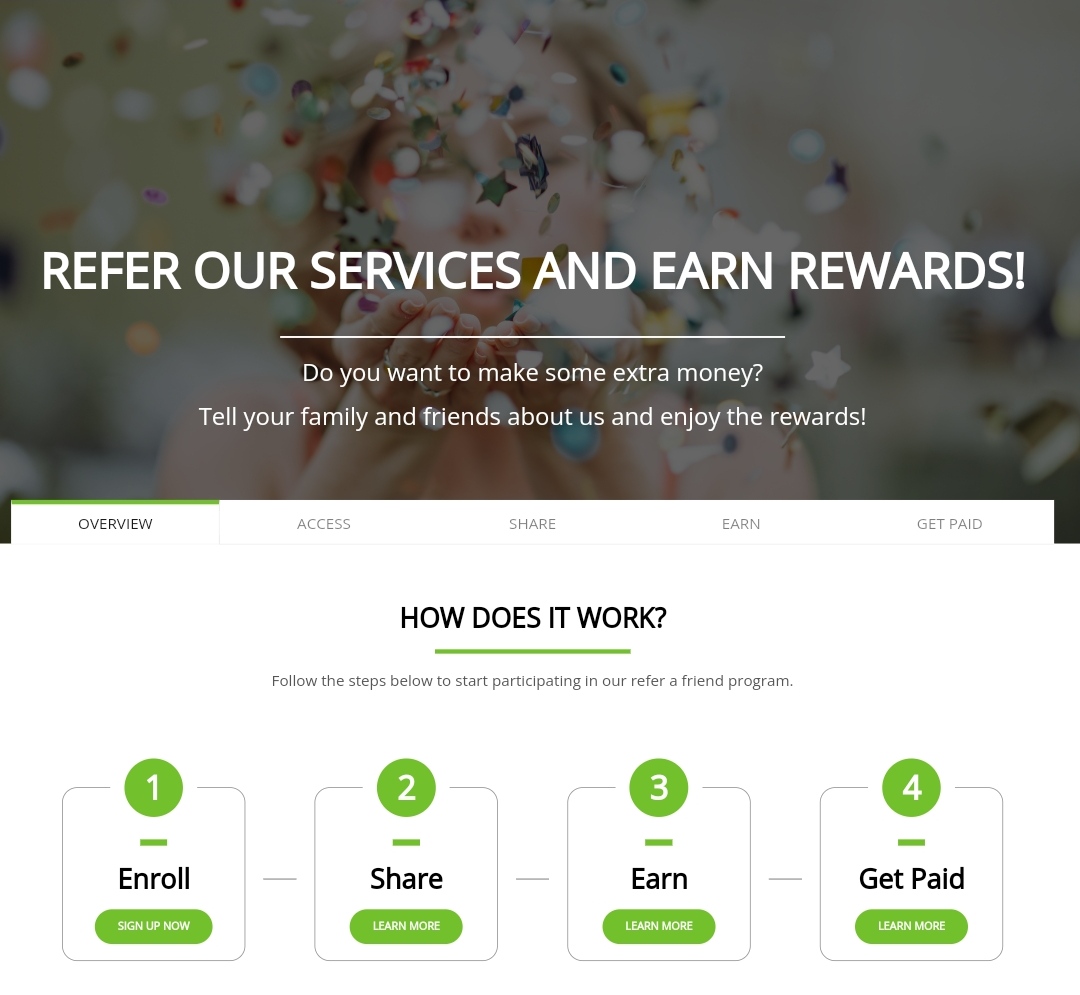 REFER OUR SERVICES AND EARN REWARDS!
Do you want to make some extra money?
Tell your family and friends about us and enjoy the rewards!
OVERVIEW
ACCESS
SHARE
EARN
GET PAID
HOW DOES IT WORK?
Follow the steps below to start participating in our refer a friend program.
1
Enroll
SIGN UP NOW
2
Share
LEARN MORE
3
Earn
LEARN MORE
4
Get Paid
LEARN MORE